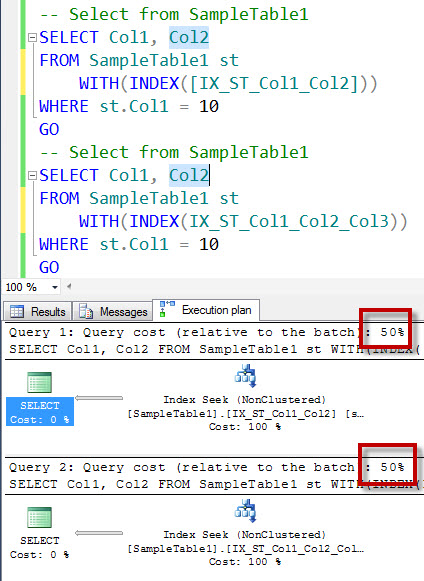 -- Select from SampleTable1
SELECT Col1, Col2
FROM SampleTable1 st
WITH(INDEX([IX_ST_Col1_Col2]))
WHERE st.Col1 = 10
GO
-- Select from SampleTable1
SELECT Col1, Col2
FROM SampleTable1 st
WITH(INDEX(IX_ST_Col1_Col2_Col3))
WHERE st.Col1 = 10
GO
100 %
Results Messages Execution plan
Query 1: Query cost (relative to the batch): 50%
SELECT Col1, Col2 FROM SampleTable1 st WITH(INDEX(
Index Seek (NonClustered)
SELECT [SampleTable1].[IX_ST_Col1_Col2] [s…
Cost: 0 % Cost: 100 %
Query 2: Query cost (relative to the batch): 50%
SELECT Col1, Col2 FROM SampleTable1 st WITH(INDEX(
Index Seek (NonClustered)
SELECT [SampleTable1].[IX_ST_Col1_Col2_Col…
Cost: 0 % Cost: 100 %